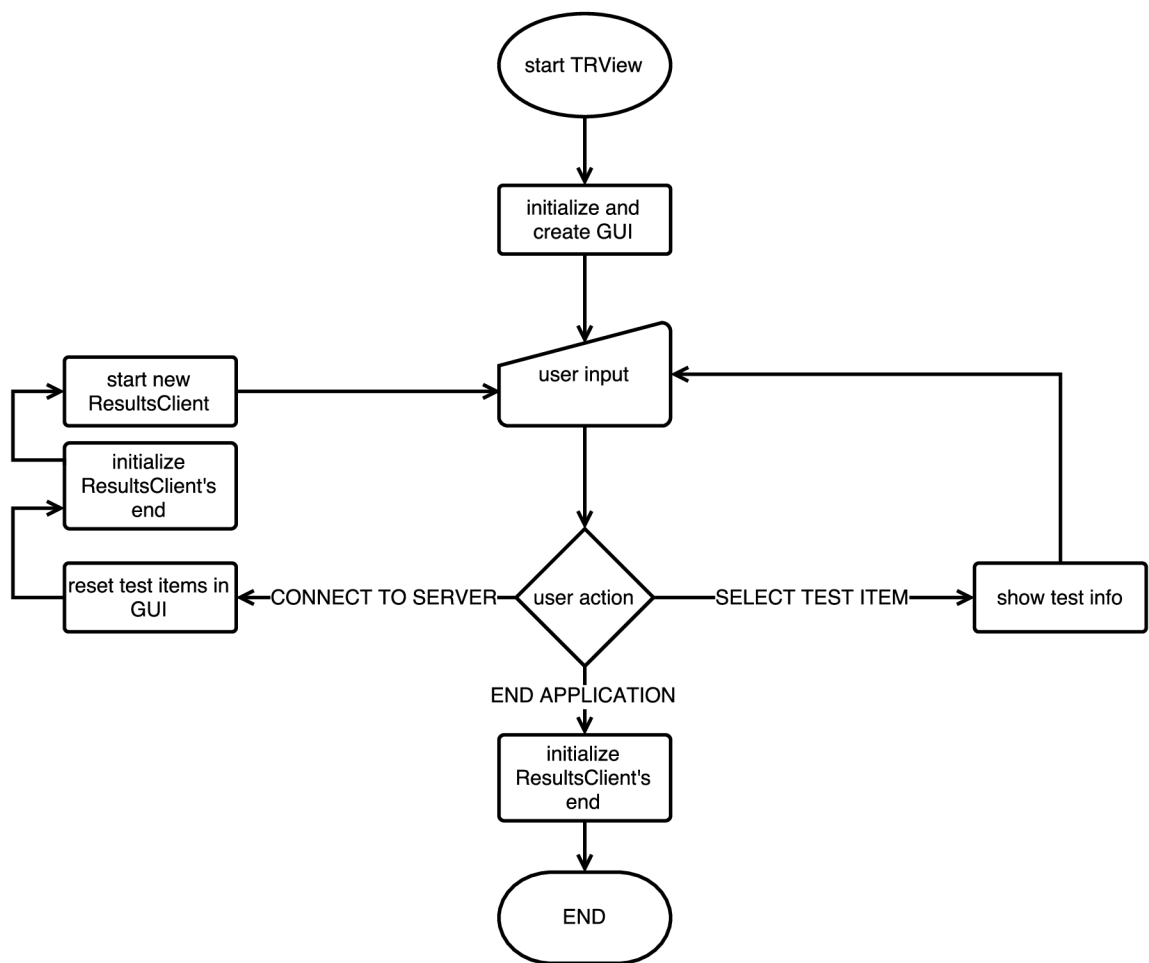 start TRView
initialize and
create GUI
user input
start new
ResultsClient
initialize
ResultsClient's
end
reset test items in
GUI
CONNECT TO SERVER
user action
SELECT TEST ITEM
show test info
END APPLICATION
initialize
ResultsClient's
end
END